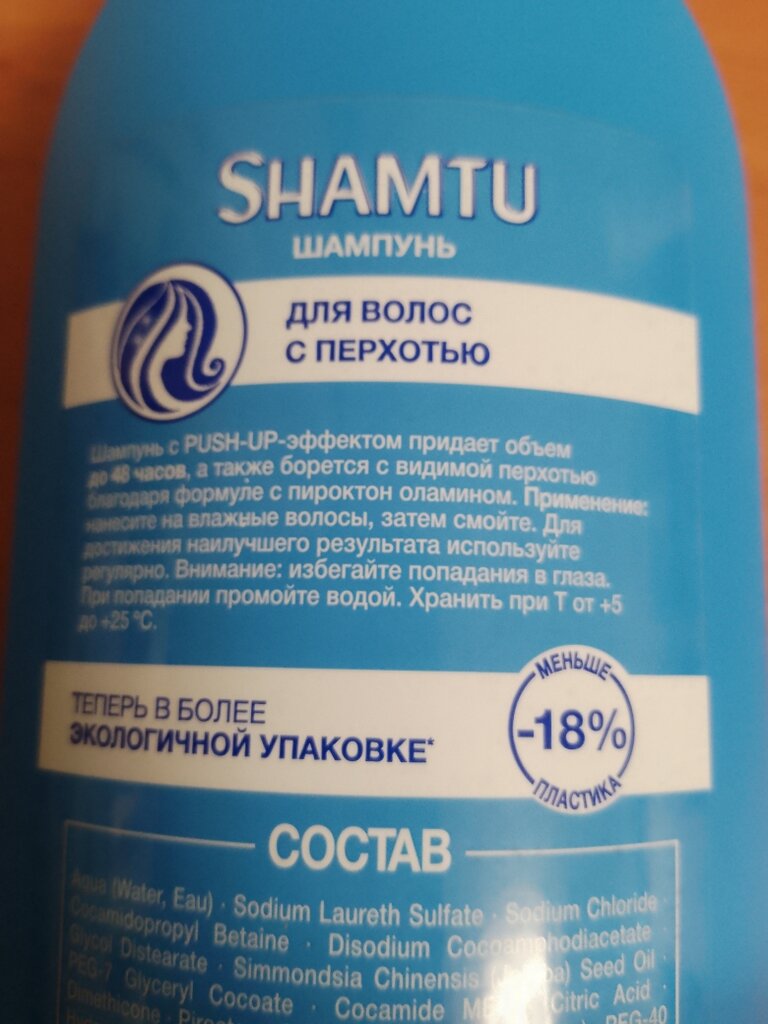 SHAMTU
ШАМПУНЬ
ДЛЯ ВОЛОС
С ПЕРХОТЬЮ
Шампунь с PUSH-UP-эффектом придает объем
до 48 часов, а также борется с видимой перхотью
благодаря формуле с пироктон оламином. Применение:
нанесите на влажные волосы, затем смойте. Для
достижения наилучшего результата используйте
регулярно. Внимание: избегайте попадания в глаза.
При попадании промойте водой. Хранить при Т от +5
до +25 °C.
ТЕПЕРЬ В БОЛЕЕ
ЭКОЛОГИЧНОЙ УПАКОВКЕ*
МЕНЬШЕ
-18%
ПЛАСТИКА
СОСТАВ
Aqua (Water, Eau) · Sodium Laureth Sulfate · Sodium Chloride ·
Cocamidopropyl Betaine · Disodium Cocoamphodiacetate ·
Glycol Distearate · Simmondsia Chinensis (Jojoba) Seed Oil ·
PEG-7 Glyceryl Cocoate · Cocamide · Citric Acid ·
Dimethicone · PEG-40